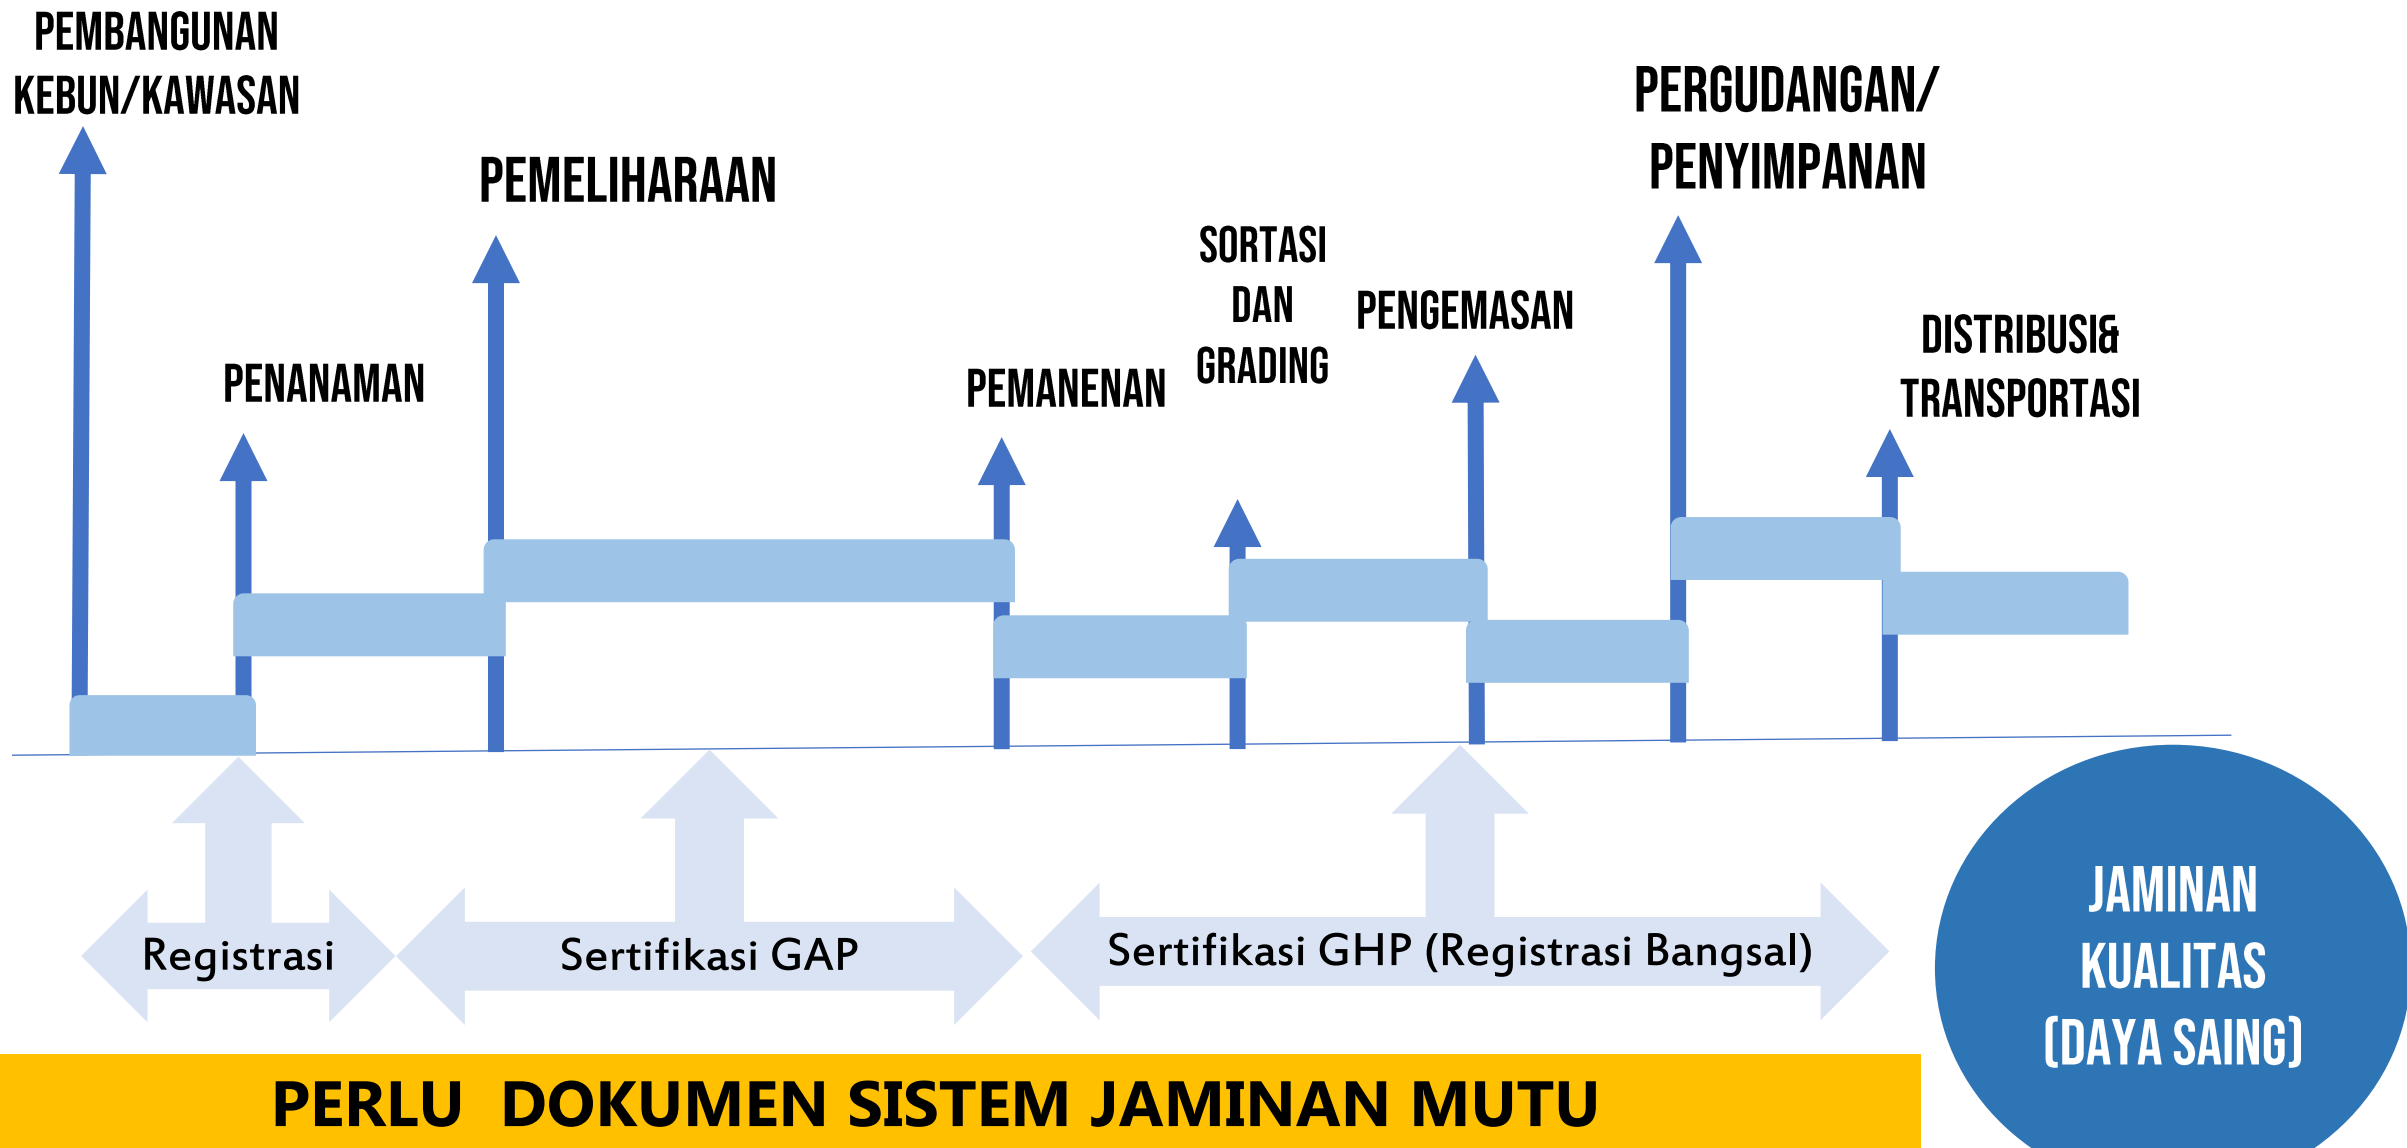 PEMBANGUNAN
KEBUN/KAWASAN
PENANAMAN
PEMELIHARAAN
PEMANENAN
SORTASI
DAN
GRADING
PENGEMASAN
PERGUDANGAN/
PENYIMPANAN
DISTRIBUSI&
TRANSPORTASI
Registrasi
Sertifikasi GAP
Sertifikasi GHP (Registrasi Bangsal)
JAMINAN
KUALITAS
(DAYA SAING)
PERLU DOKUMEN SISTEM JAMINAN MUTU